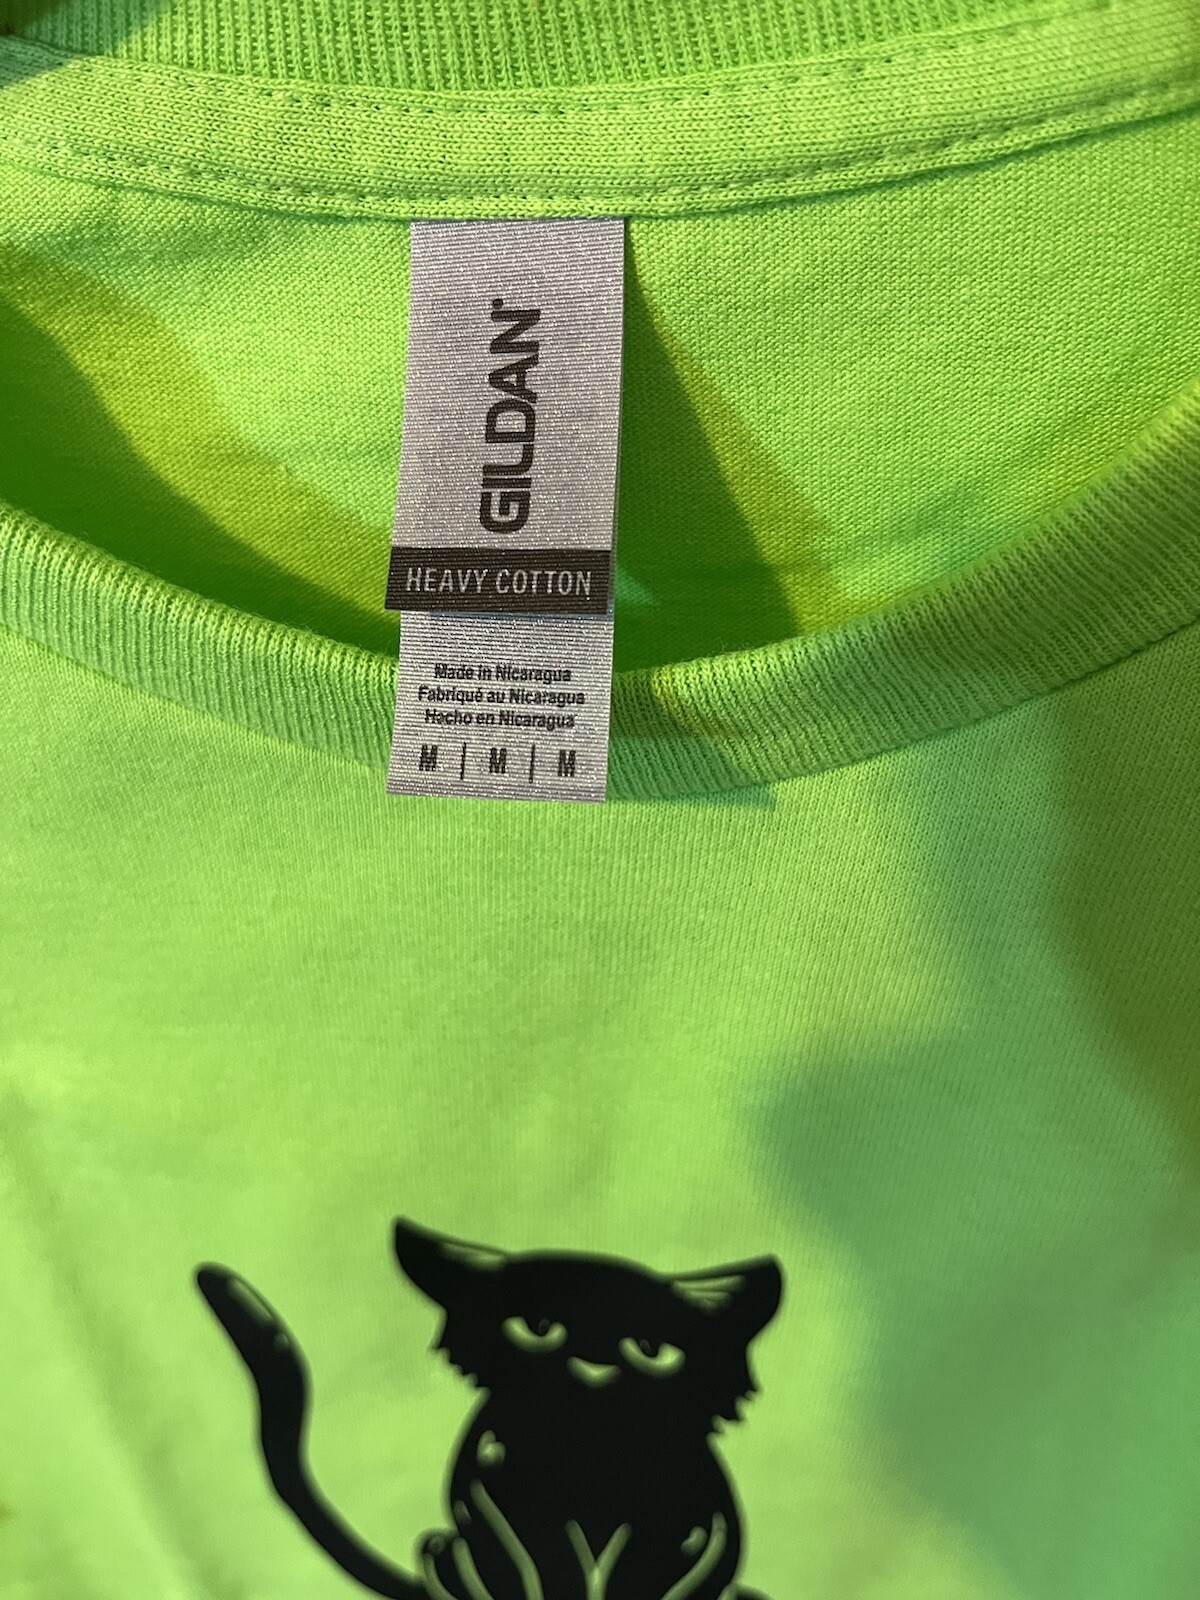 GILDAN
HEAVY COTTON
Made in Nicaragua
Fabriqué au Nicaragua
Hecho en Nicaragua
M | M | M